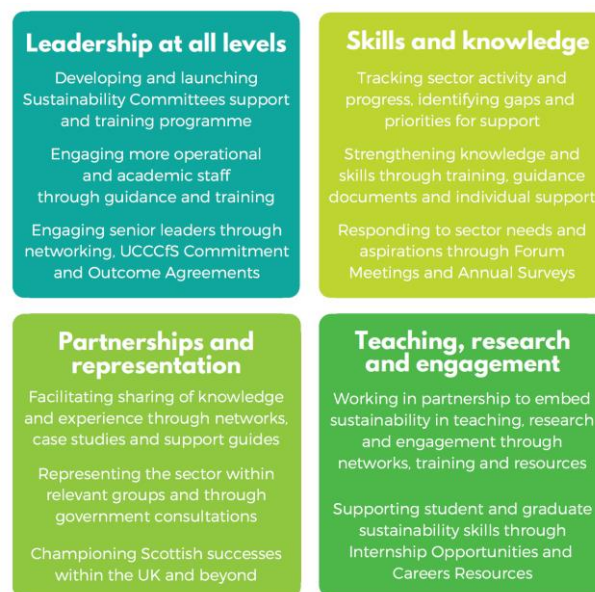 Leadership at all levels
Developing and launching
Sustainability Committees support
and training programme
Engaging more operational
and academic staff
through guidance and training
Engaging senior leaders through
networking, UCCCfS Commitment
and Outcome Agreements
Skills and knowledge
Tracking sector activity and
progress, identifying gaps and
priorities for support
Strengthening knowledge and
skills through training, guidance
documents and individual support
Responding to sector needs and
aspirations through Forum
Meetings and Annual Surveys
Partnerships and
representation
Facilitating sharing of knowledge
and experience through networks,
case studies and support guides
Representing the sector within
relevant groups and through
government consultations
Championing Scottish successes
within the UK and beyond
Teaching, research
and engagement
Working in partnership to embed
sustainability in teaching, research
and engagement through
networks, training and resources
Supporting student and graduate
sustainability skills through
Internship Opportunities and
Careers Resources